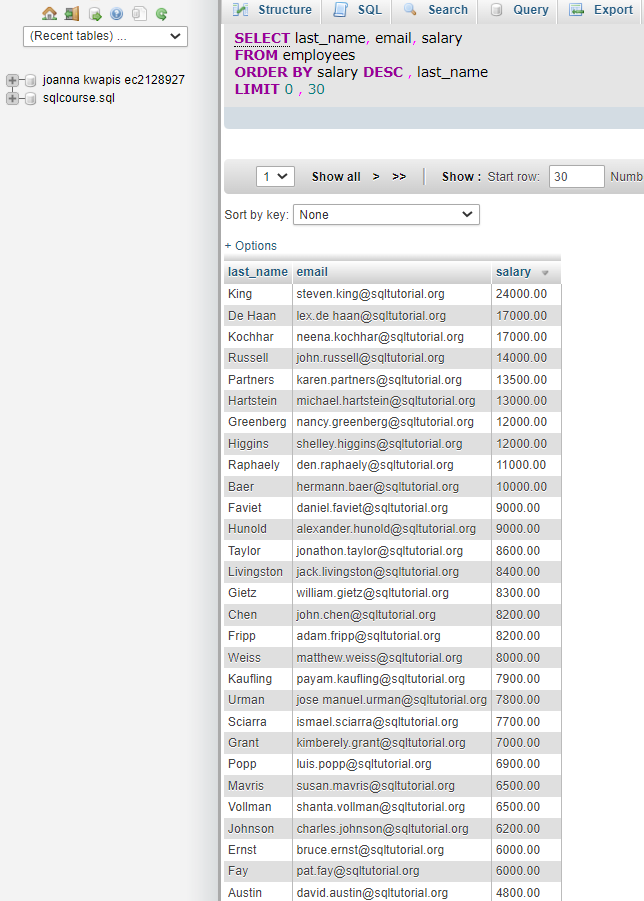 Structure SQL Search Query Export
(Recent tables) ...
joanna kwapis ec2128927
sqlcourse.sql
SELECT last_name, email, salary
FROM employees
ORDER BY salary DESC , last_name
LIMIT 0 , 30
1 Show all > >> Show : Start row: 30 Numb
Sort by key: None
+ Options
last_name email salary
King steven.king@sqltutorial.org 24000.00
De Haan lex.de haan@sqltutorial.org 17000.00
Kochhar neena.kochhar@sqltutorial.org 17000.00
Russell john.russell@sqltutorial.org 14000.00
Partners karen.partners@sqltutorial.org 13500.00
Hartstein michael.hartstein@sqltutorial.org 13000.00
Greenberg nancy.greenberg@sqltutorial.org 12000.00
Higgins shelley.higgins@sqltutorial.org 12000.00
Raphaely den.raphaely@sqltutorial.org 11000.00
Baer hermann.baer@sqltutorial.org 10000.00
Faviet daniel.faviet@sqltutorial.org 9000.00
Hunold alexander.hunold@sqltutorial.org 9000.00
Taylor jonathon.taylor@sqltutorial.org 8600.00
Livingston jack.livingston@sqltutorial.org 8400.00
Gietz william.gietz@sqltutorial.org 8300.00
Chen john.chen@sqltutorial.org 8200.00
Fripp adam.fripp@sqltutorial.org 8200.00
Weiss matthew.weiss@sqltutorial.org 8000.00
Kaufling payam.kaufling@sqltutorial.org 7900.00
Urman jose manuel.urman@sqltutorial.org 7800.00
Sciarra ismael.sciarra@sqltutorial.org 7700.00
Grant kimberely.grant@sqltutorial.org 7000.00
Popp luis.popp@sqltutorial.org 6900.00
Mavris susan.mavris@sqltutorial.org 6500.00
Vollman shanta.vollman@sqltutorial.org 6500.00
Johnson charles.johnson@sqltutorial.org 6200.00
Ernst bruce.ernst@sqltutorial.org 6000.00
Fay pat.fay@sqltutorial.org 6000.00
Austin david.austin@sqltutorial.org 4800.00